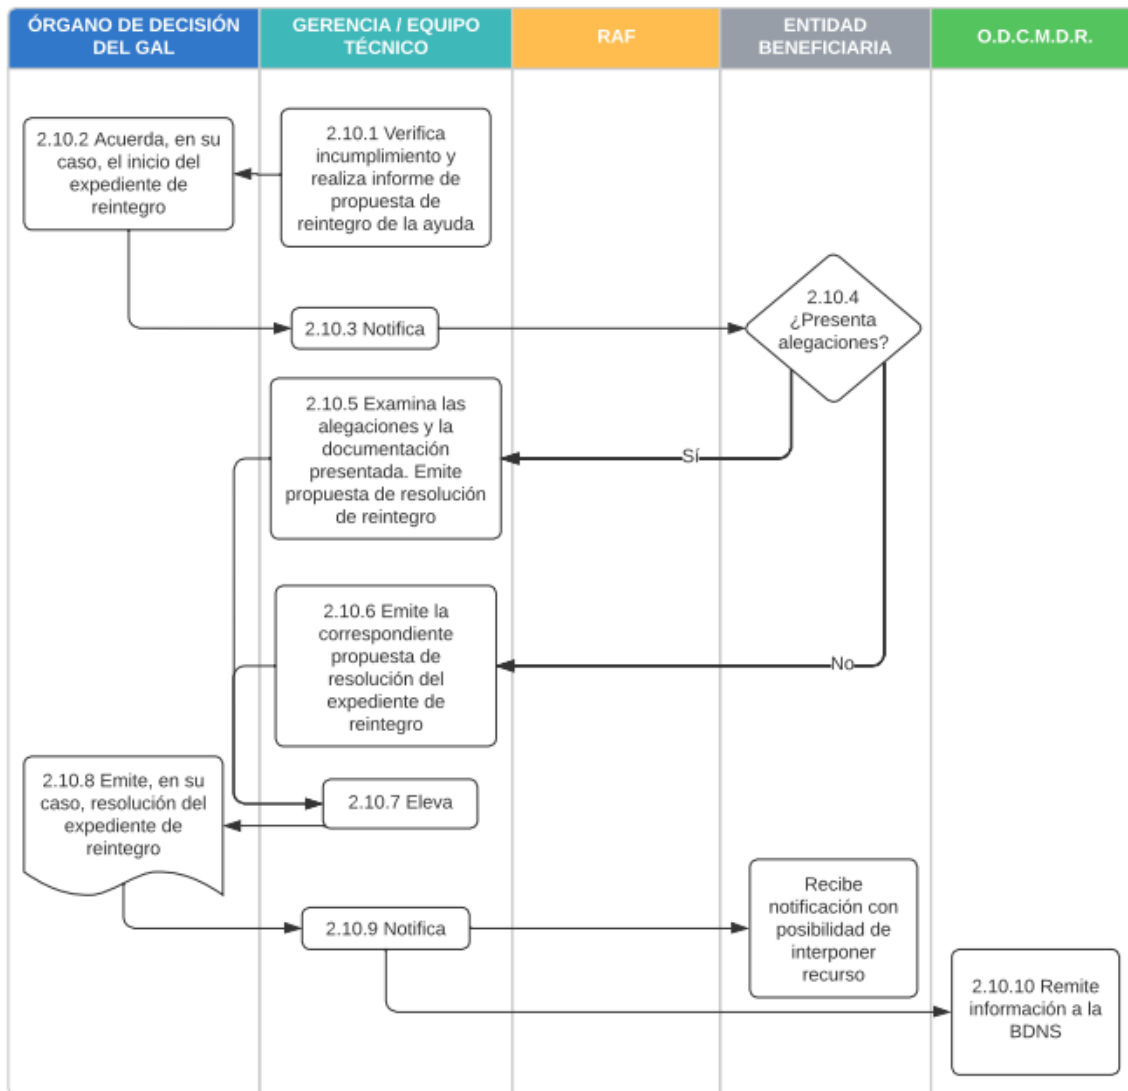 ÓRGANO DE DECISIÓN
DEL GAL
GERENCIA / EQUIPO
TÉCNICO
RAF
ENTIDAD
BENEFICIARIA
O.D.C.M.D.R.
2.10.2 Acuerda, en su
caso, el inicio del
expediente de
reintegro
2.10.1 Verifica
incumplimiento y
realiza informe de
propuesta de
reintegro de la ayuda
2.10.3 Notifica
2.10.4
¿Presenta
alegaciones?
2.10.5 Examina las
alegaciones y la
documentación
presentada. Emite
propuesta de resolución
de reintegro
Sí
2.10.6 Emite la
correspondiente
propuesta de
resolución del
expediente de
reintegro
No
2.10.8 Emite, en su
caso, resolución del
expediente de
reintegro
2.10.7 Eleva
2.10.9 Notifica
Recibe
notificación con
posibilidad de
interponer
recurso
2.10.10 Remite
información a la
BDNS